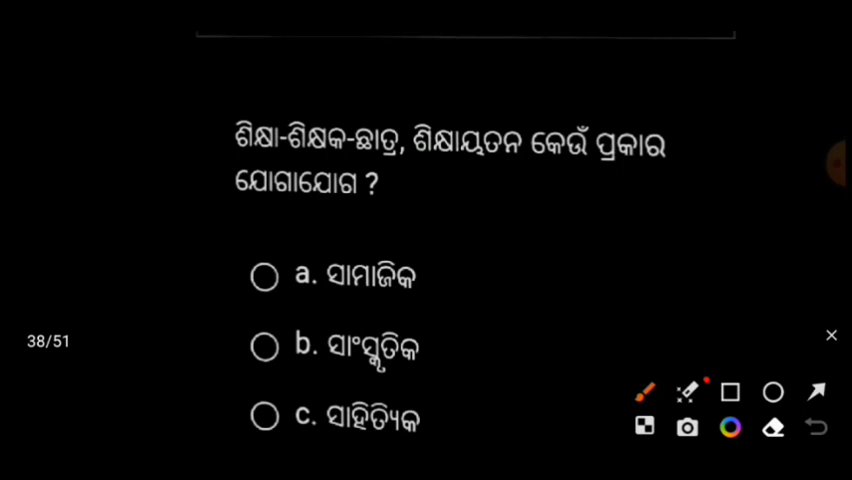 ଶିକ୍ଷା-ଶିକ୍ଷକ-ଛାତ୍ର, ଶିକ୍ଷାୟତନ କେଉଁ ପ୍ରକାର
ଯୋଗାଯୋଗ ?
a. ସାମାଜିକ
38/51
b. ସାଂସ୍କୃତିକ
c. ସାହିତ୍ୟିକ